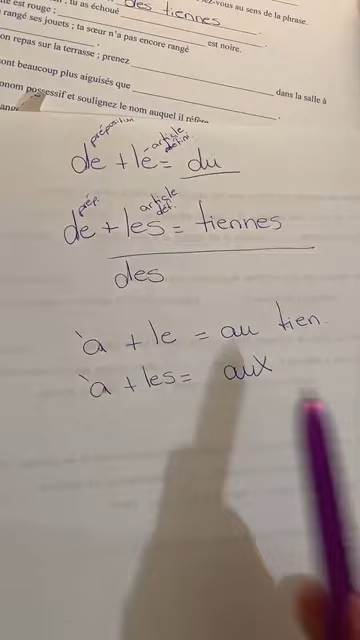 té est rouge ; tu as échoué des tiennes lez-vous au sens de la phrase.
rangé ses jouets ; ta sœur n'a pas encore rangé
est noire.
on repas sur la terrasse ; prenez
dans la salle à
sont beaucoup plus aiguisés que
onom possessif et soulignez le nom auquel il réfère
préposition article défini
de + le = du
prép. article déf.
de + les = tiennes
des
à + le = au tien
à + les = aux